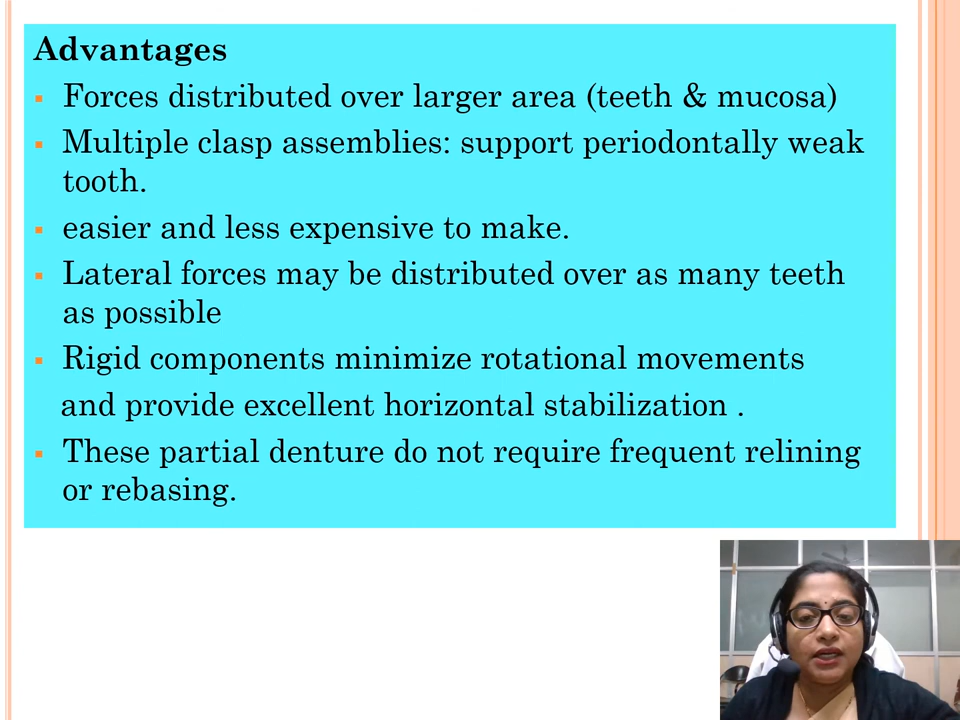 Advantages
▪ Forces distributed over larger area (teeth & mucosa)
▪ Multiple clasp assemblies: support periodontally weak
tooth.
▪ easier and less expensive to make.
▪ Lateral forces may be distributed over as many teeth
as possible
▪ Rigid components minimize rotational movements
and provide excellent horizontal stabilization .
▪ These partial denture do not require frequent relining
or rebasing.